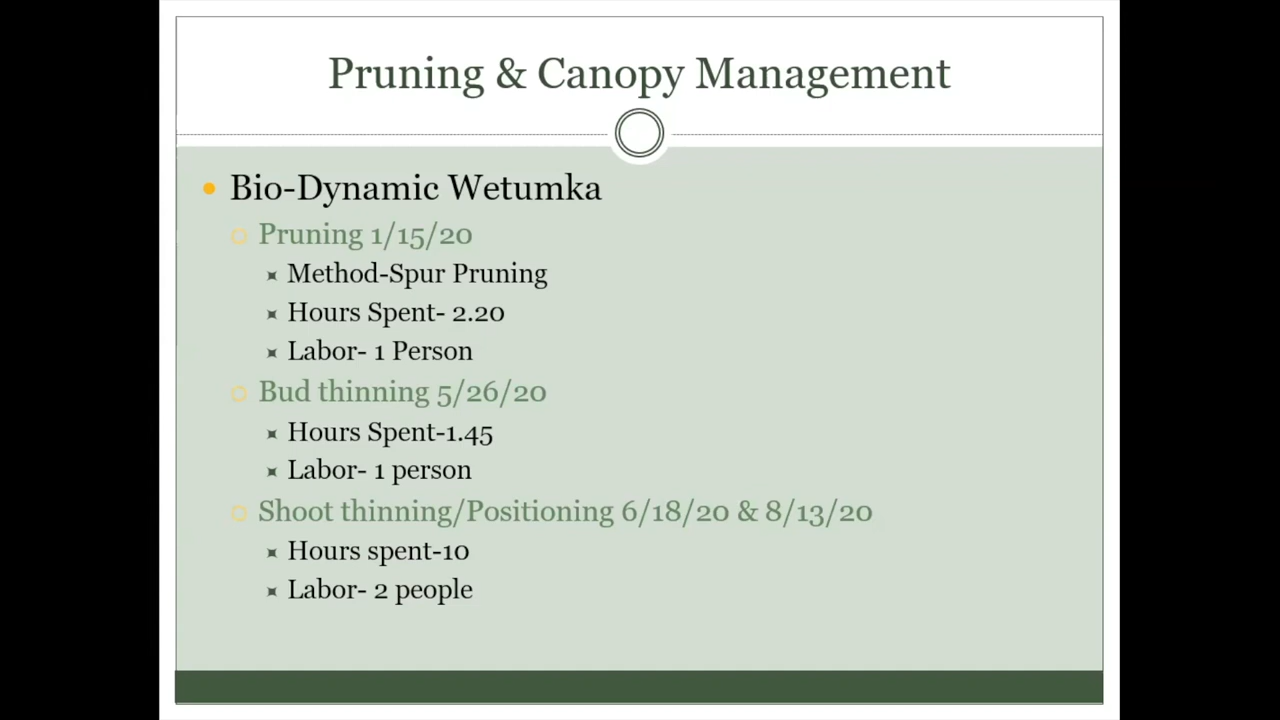 Pruning & Canopy Management
Bio-Dynamic Wetumka
Pruning 1/15/20
Method-Spur Pruning
Hours Spent- 2.20
Labor- 1 Person
Bud thinning 5/26/20
Hours Spent-1.45
Labor- 1 person
Shoot thinning/Positioning 6/18/20 & 8/13/20
Hours spent-10
Labor- 2 people